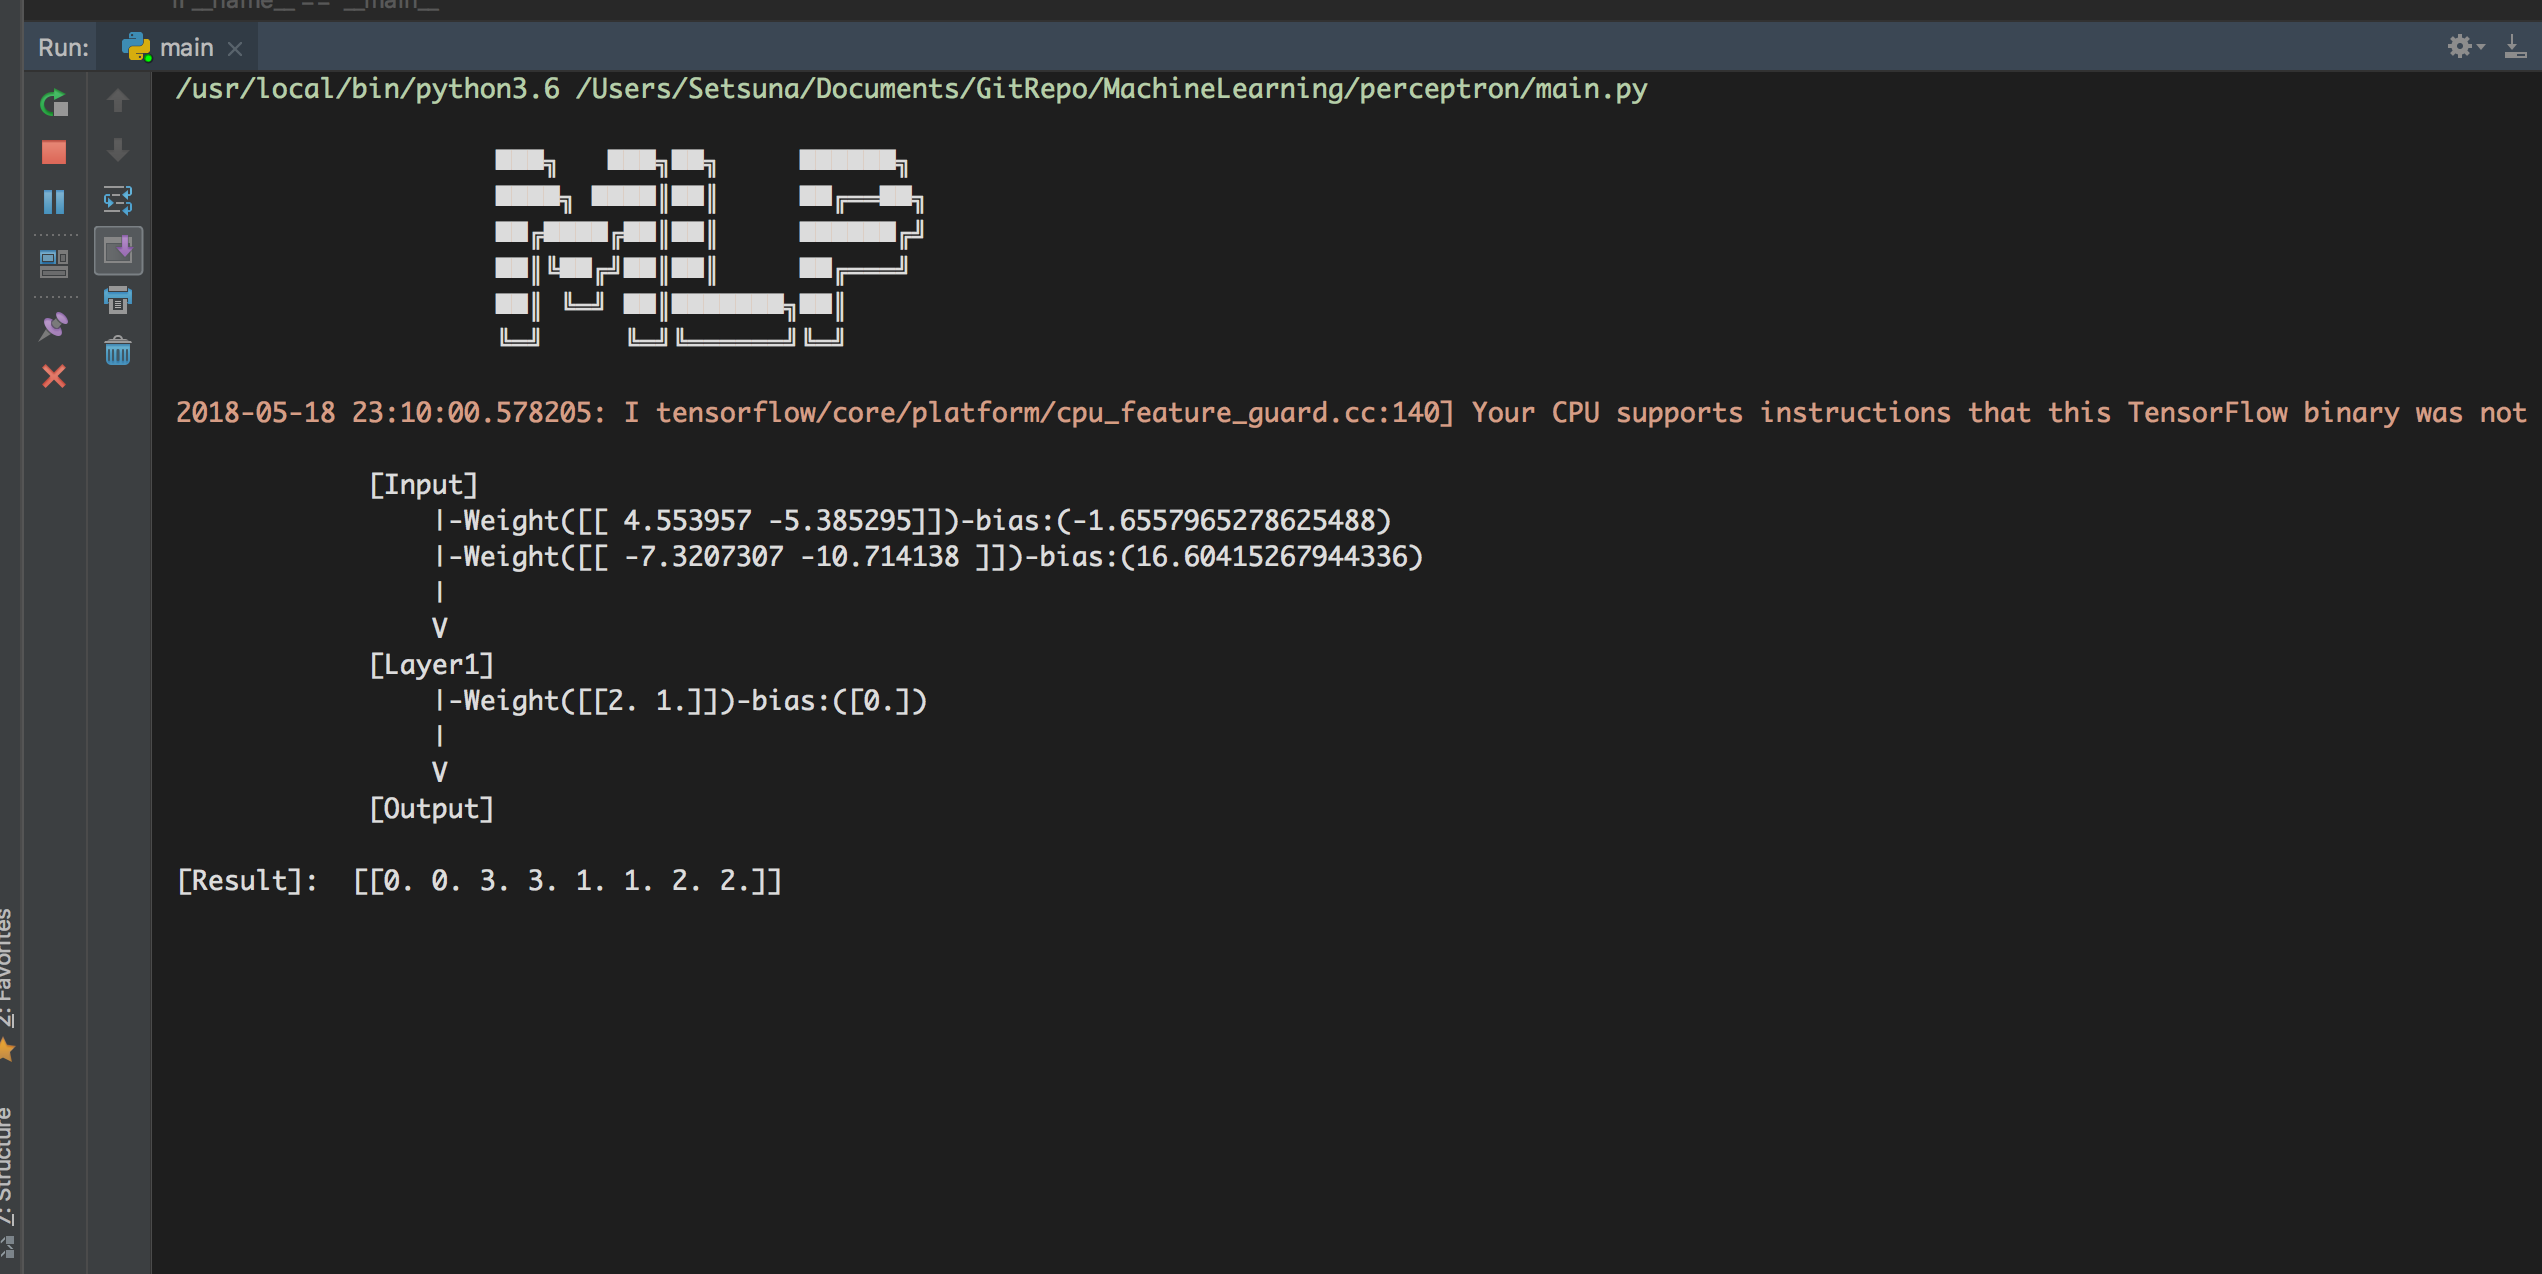 if __name__ == '__main__'
Run: main
/usr/local/bin/python3.6 /Users/Setsuna/Documents/GitRepo/MachineLearning/perceptron/main.py
MLP
2018-05-18 23:10:00.578205: I tensorflow/core/platform/cpu_feature_guard.cc:140] Your CPU supports instructions that this TensorFlow binary was not
[Input]
|-Weight([[ 4.553957 -5.385295]])-bias:(-1.6557965278625488)
|-Weight([[ -7.3207307 -10.714138 ]])-bias:(16.60415267944336)
|
V
[Layer1]
|-Weight([[2. 1.]])-bias:([0.])
|
V
[Output]
[Result]: [[0. 0. 3. 3. 1. 1. 2. 2.]]
2: Favorites
7: Structure